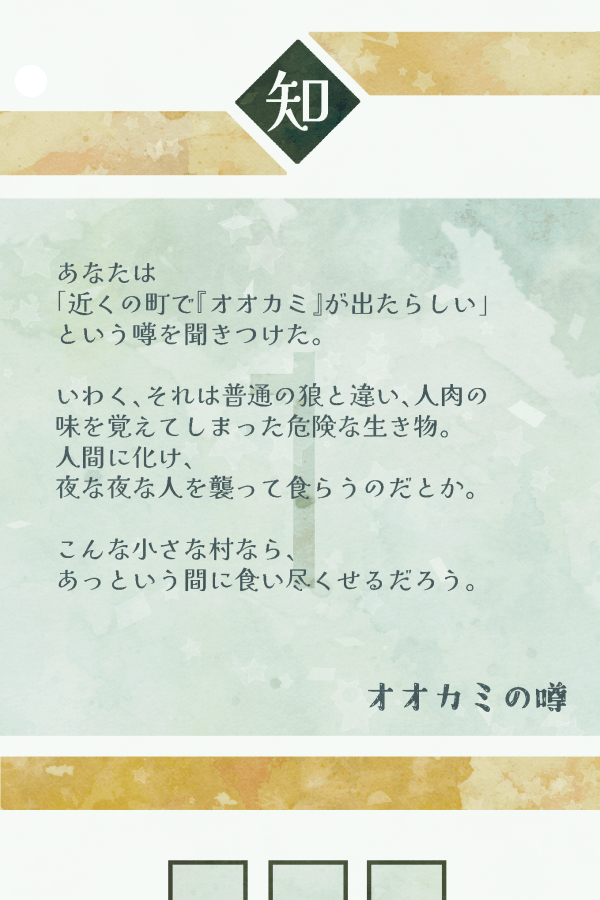 知
あなたは
「近くの町で『オオカミ』が出たらしい」
という噂を聞きつけた。
いわく、それは普通の狼と違い、人肉の
味を覚えてしまった危険な生き物。
人間に化け、
夜な夜な人を襲って食らうのだとか。
こんな小さな村なら、
あっという間に食い尽くせるだろう。
オオカミの噂
1